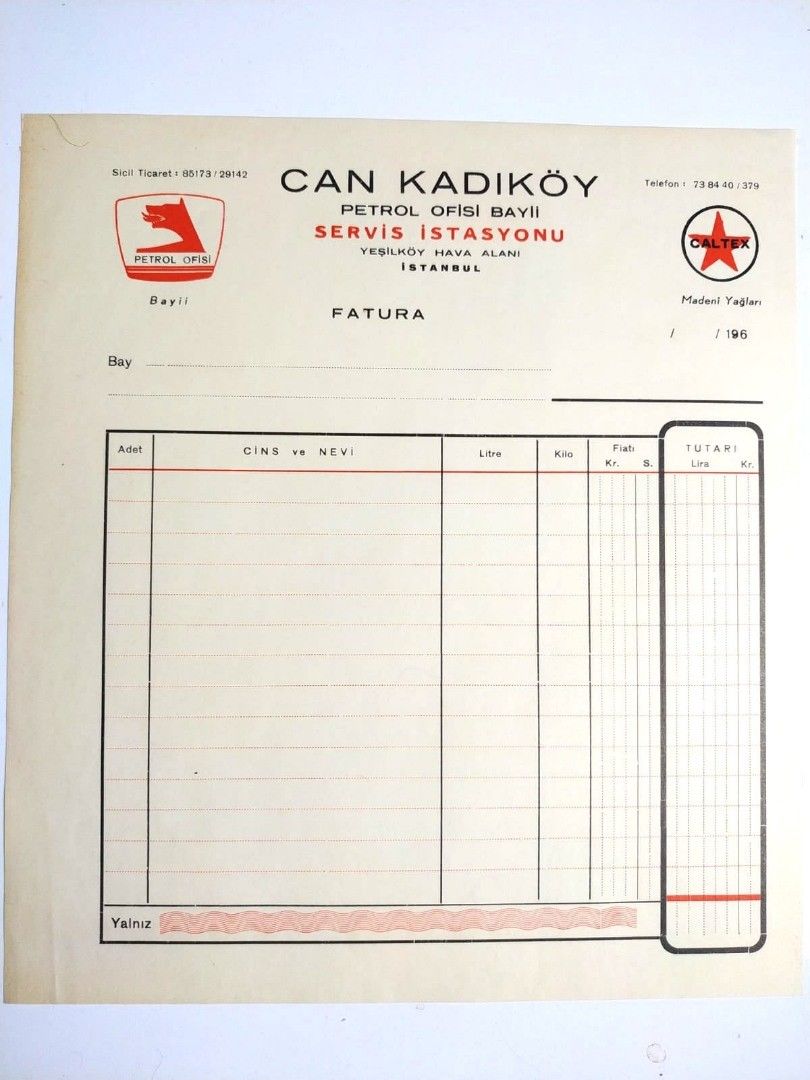 Sicil Ticaret : 85173 / 29142
CAN KADIKÖY
Telefon : 73 84 40 / 379
PETROL OFİSİ BAYİİ
SERVİS İSTASYONU
YEŞİLKÖY HAVA ALANI
İSTANBUL
PETROL OFİSİ
Bayii
CALTEX
Madenî Yağları
FATURA
/ / 196
Bay
Adet CİNS ve NEVİ Litre Kilo Fiatı TUTARI
Kr. S. Lira Kr.
Yalnız